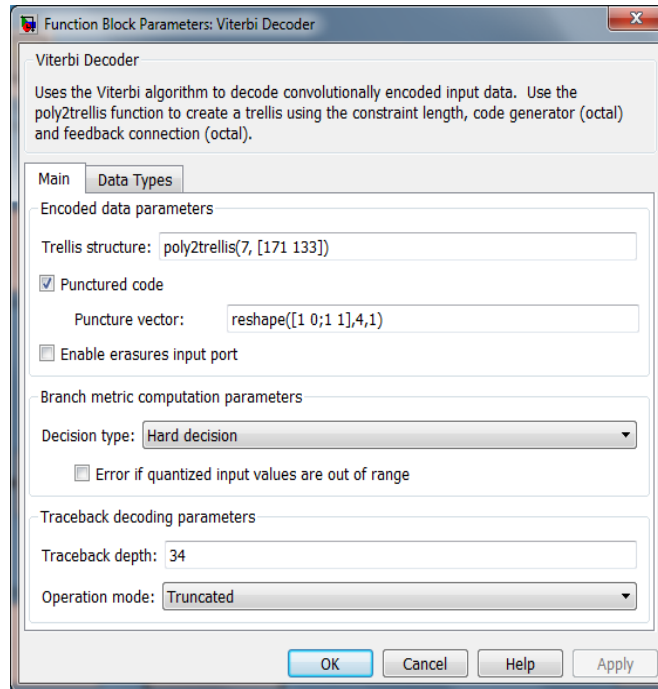 Function Block Parameters: Viterbi Decoder
Viterbi Decoder
Uses the Viterbi algorithm to decode convolutionally encoded input data. Use the
poly2trellis function to create a trellis using the constraint length, code generator (octal)
and feedback connection (octal).
Main Data Types
Encoded data parameters
Trellis structure: poly2trellis(7, [171 133])
Punctured code
Puncture vector: reshape([1 0;1 1],4,1)
Enable erasures input port
Branch metric computation parameters
Decision type: Hard decision
Error if quantized input values are out of range
Traceback decoding parameters
Traceback depth: 34
Operation mode: Truncated
OK Cancel Help Apply